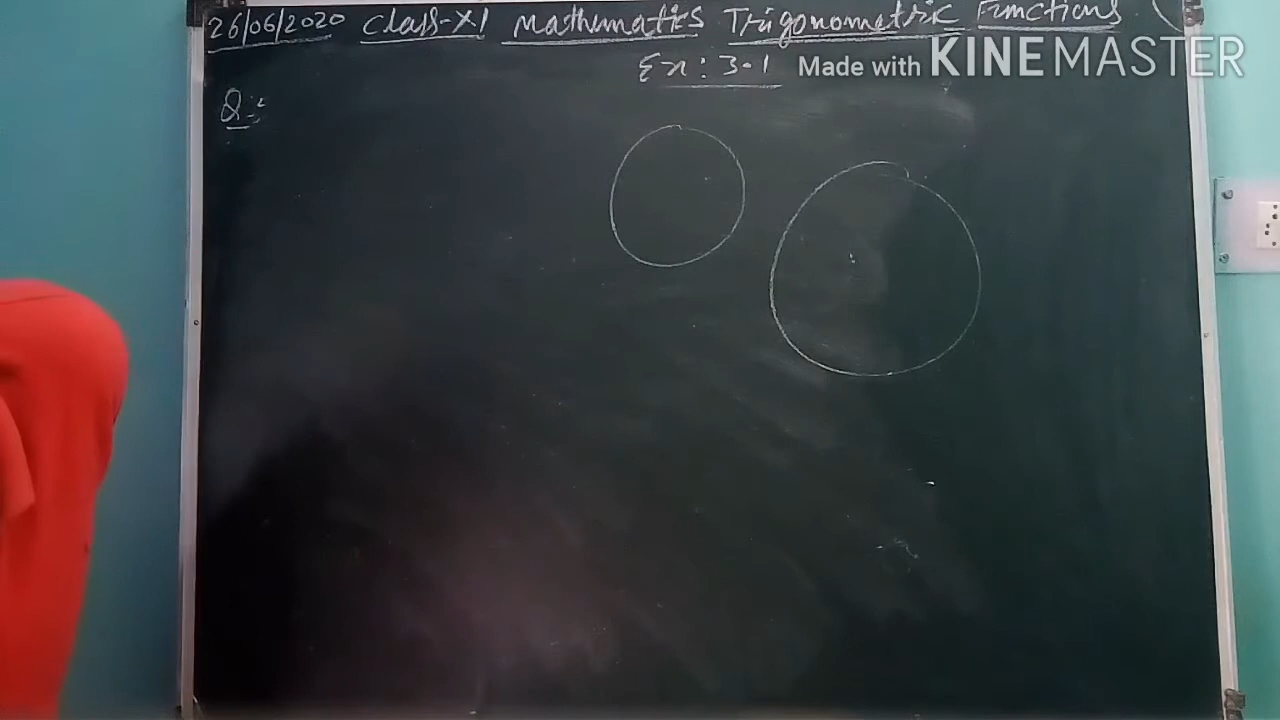 26/06/2020 Class-XI Mathematics Trigonometric Functions (
Ex: 3.1 Made with KINEMASTER
Q: